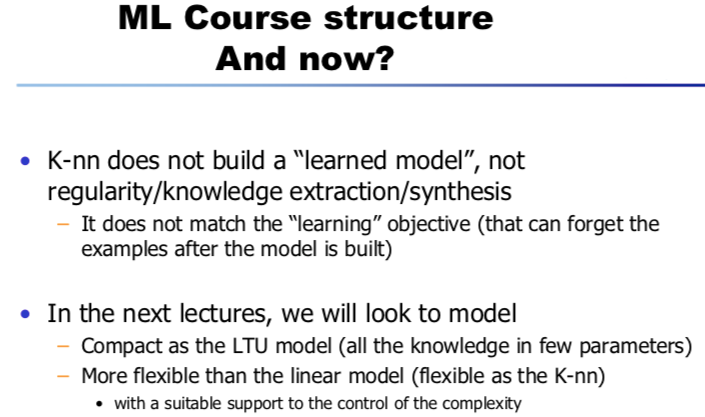 ML Course structure
And now?
• K-nn does not build a “learned model”, not
regularity/knowledge extraction/synthesis
– It does not match the “learning” objective (that can forget the
examples after the model is built)
• In the next lectures, we will look to model
– Compact as the LTU model (all the knowledge in few parameters)
– More flexible than the linear model (flexible as the K-nn)
• with a suitable support to the control of the complexity